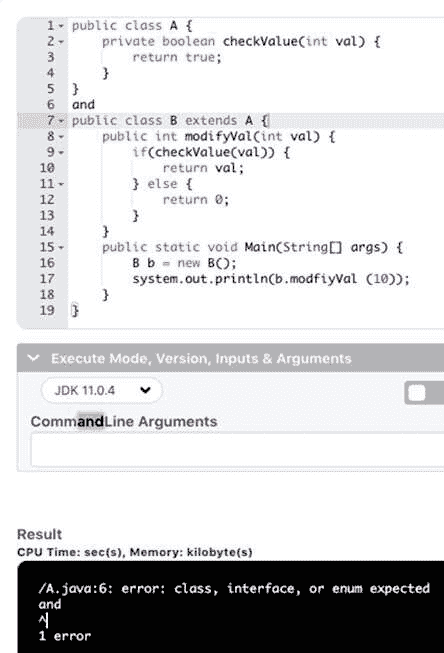 1 public class A {
2 private boolean checkValue(int val) {
3 return true;
4 }
5 }
6 and
7 public class B extends A {
8 public int modifyVal(int val) {
9 if(checkValue(val)) {
10 return val;
11 } else {
12 return 0;
13 }
14 }
15 public static void Main(String[] args) {
16 B b = new B();
17 system.out.println(b.modfiyVal (10));
18 }
19 }
Execute Mode, Version, Inputs & Arguments
JDK 11.0.4
CommandLine Arguments
Result
CPU Time: sec(s), Memory: kilobyte(s)
/A.java:6: error: class, interface, or enum expected
and
^
1 error